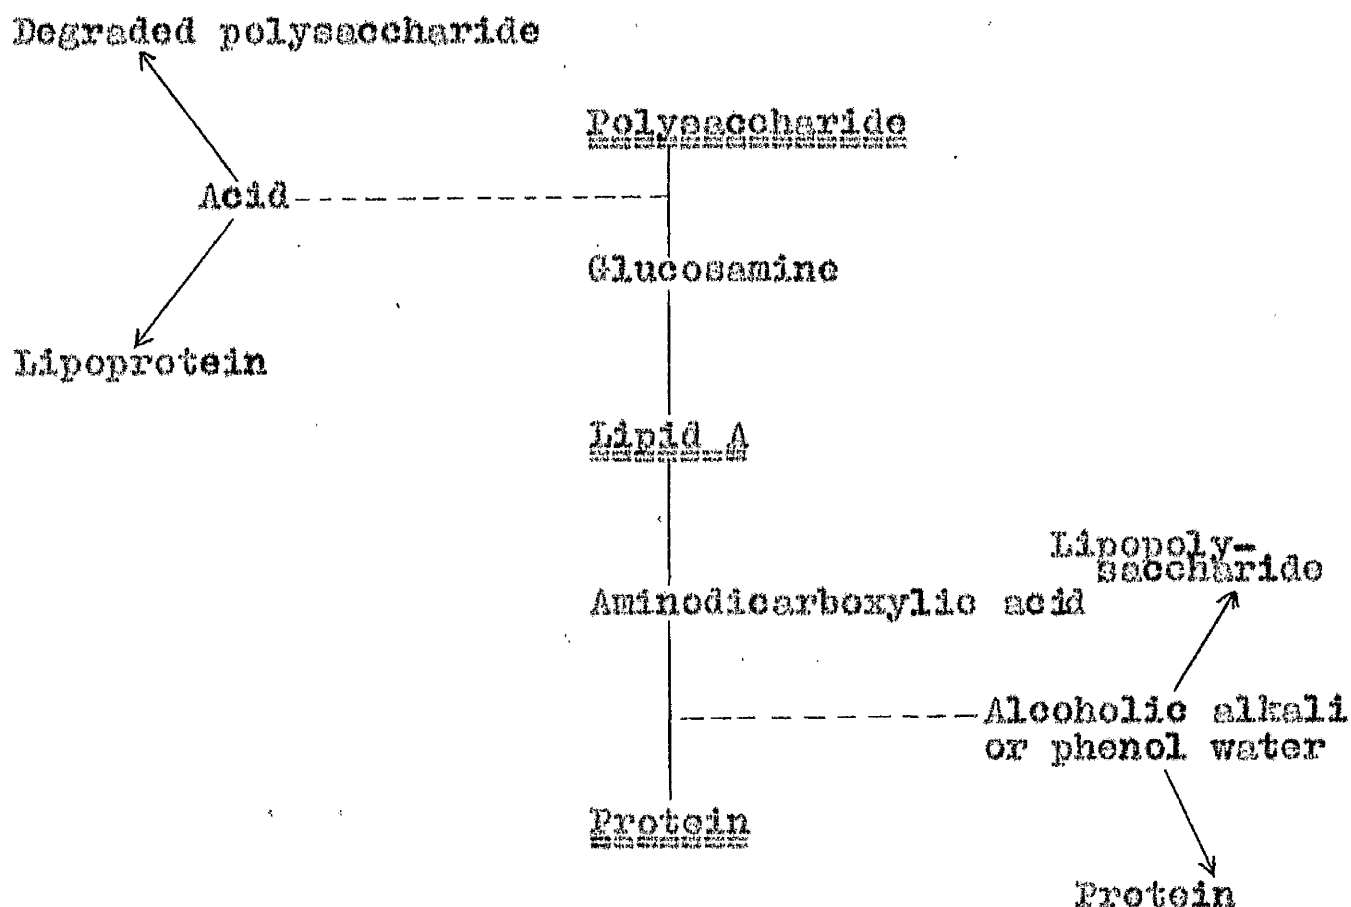 Degraded polysaccharide
Polysaccharide
Acid
Glucosamine
Lipoprotein
Lipid A
Lipopoly-
saccharide
Aminodicarboxylic acid
Alcoholic alkali
or phenol water
Protein
Protein